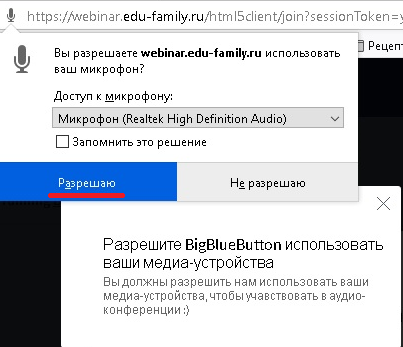 https://webinar.edu-family.ru/html5client/join?sessionToken=
Вы разрешаете webinar.edu-family.ru использовать
ваш микрофон?
Рецепт
Доступ к микрофону:
Микрофон (Realtek High Definition Audio)
Запомнить это решение
Разрешаю
Не разрешаю
Разрешите BigBlueButton использовать
ваши медиа-устройства
Вы должны разрешить нам использовать ваши
медиа-устройства, чтобы учавствовать в аудио-
конференции :)